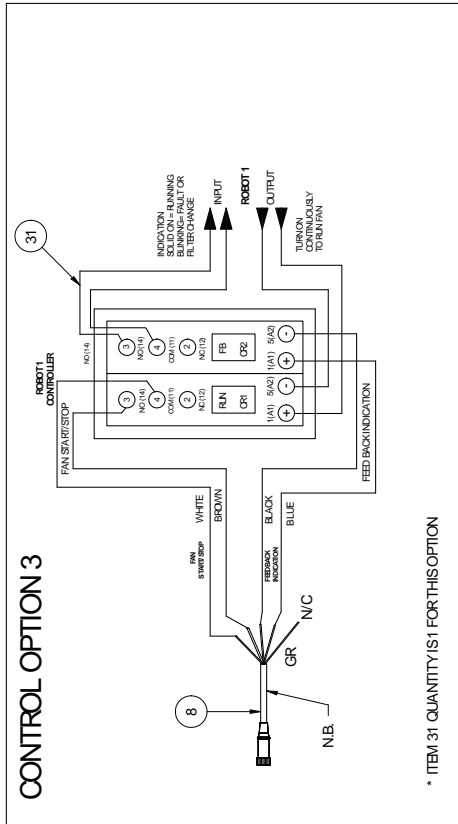 CONTROL OPTION 3
31
ROBOT 1
CONTROLLER
FAN START/STOP
NO (14)
INDICATION
SOLID ON = RUNNING
BLINKING= FAULT OR
FILTER CHANGE
INPUT
ROBOT 1
OUTPUT
TURN ON
CONTINUOUSLY
TO RUN FAN
3
NO (14)
4
COM (11)
2
NC (12)
RUN
CR1
1(A1)
+
5(A2)
-
3
NO (14)
4
COM (11)
2
NC (12)
FB
CR2
1(A1)
+
5(A2)
-
FAN
START/STOP
WHITE
BROWN
FEEDBACK
INDICATION
BLACK
BLUE
FEED BACK INDICATION
8
GR
N/C
N.B.
* ITEM 31 QUANTITY IS 1 FOR THIS OPTION